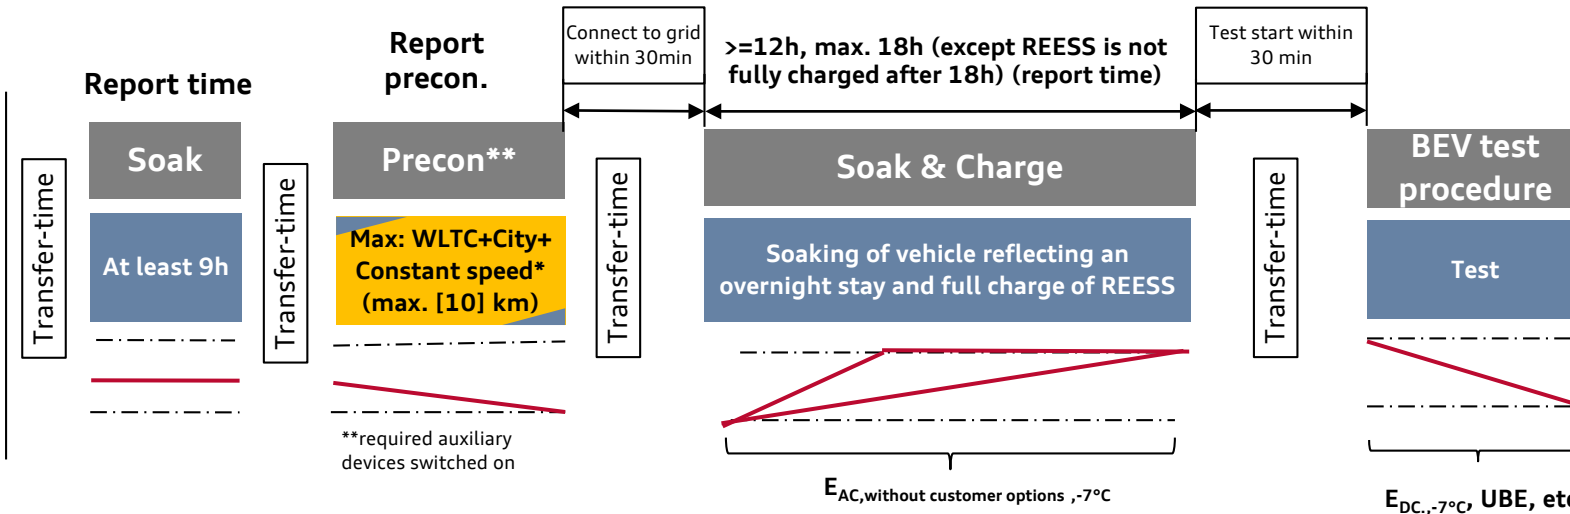 Report time
Report
precon.
Connect to grid
within 30min
>=12h, max. 18h (except REESS is not
fully charged after 18h) (report time)
Test start within
30 min
Transfer-time
Soak
At least 9h
Transfer-time
Precon**
Max: WLTC+City+
Constant speed*
(max. [10] km)
**required auxiliary
devices switched on
Transfer-time
Soak & Charge
Soaking of vehicle reflecting an
overnight stay and full charge of REESS
EAC,without customer options ,-7°C
Transfer-time
BEV test
procedure
Test
EDC,,-7°C, UBE, etc